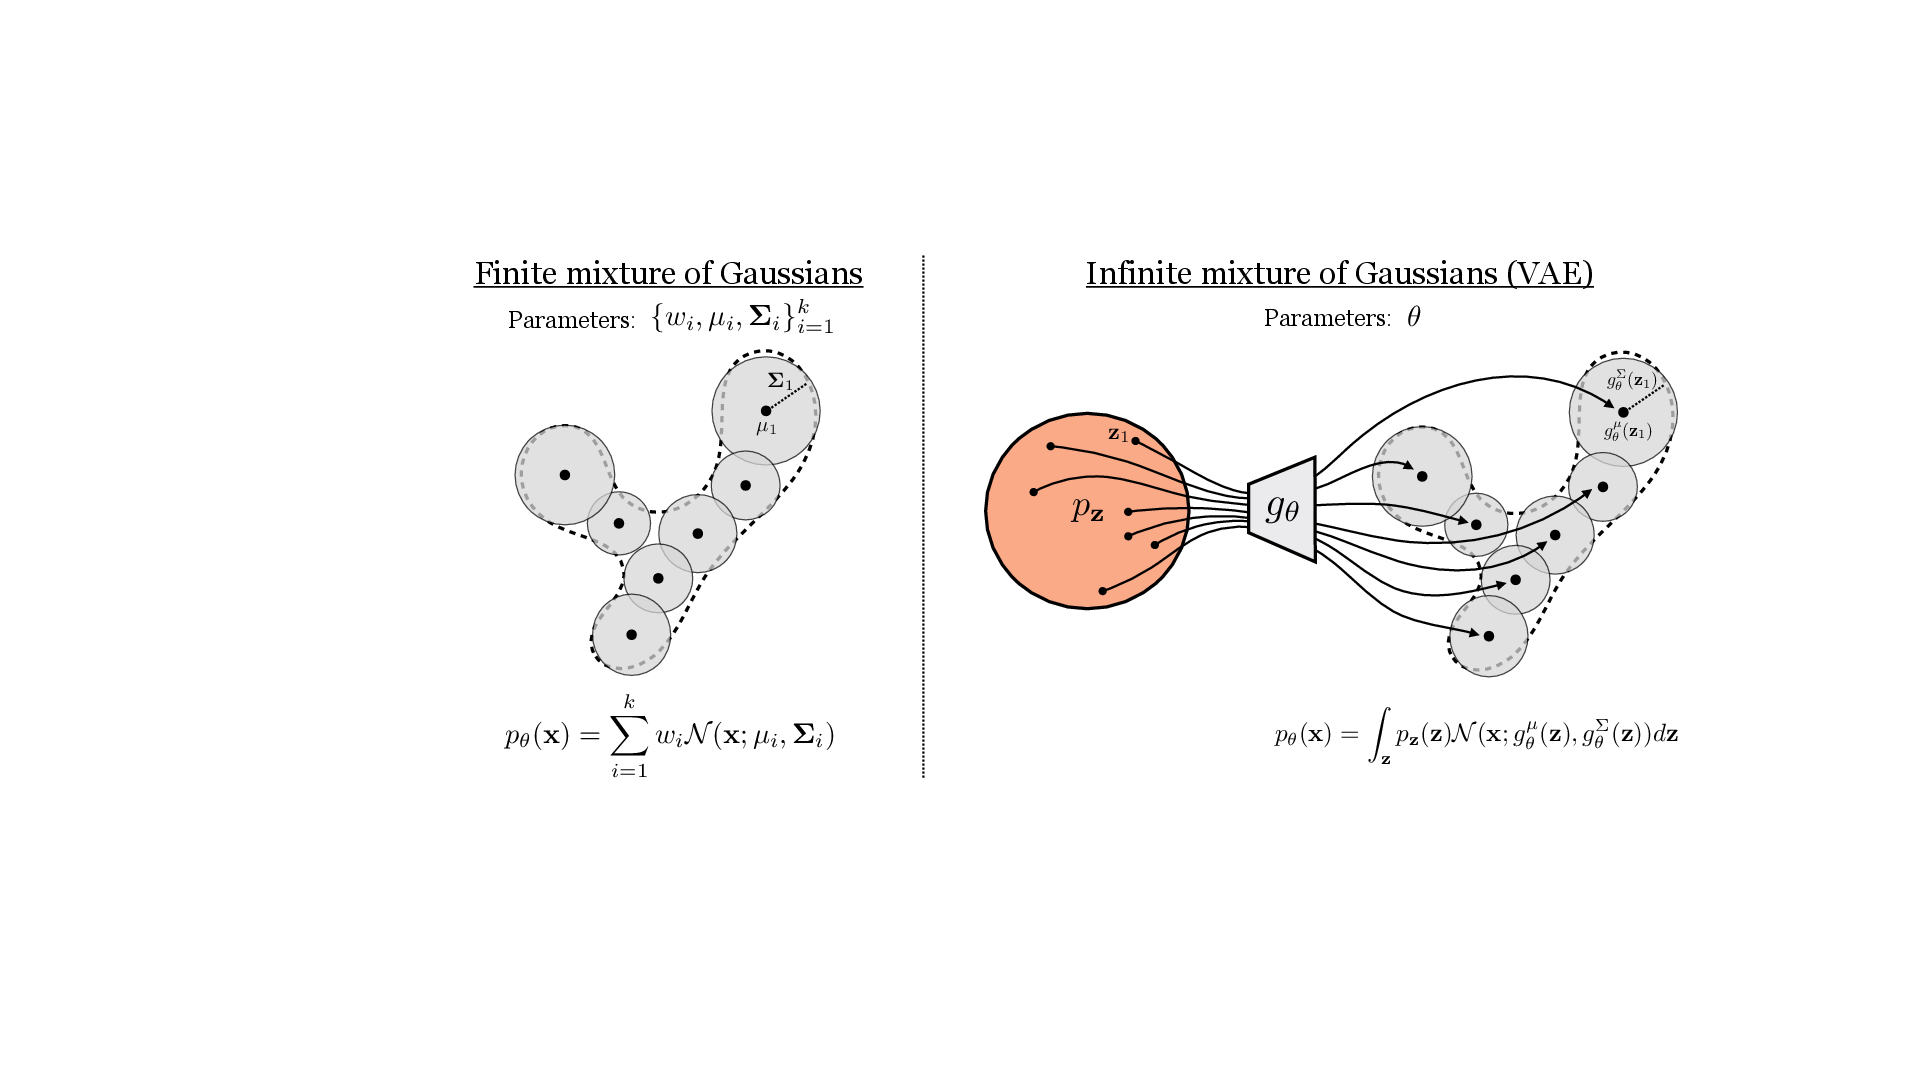 Finite mixture of Gaussians
Parameters: {w_i, μ_i, Σ_i}_{i=1}^k
Σ_1
μ_1
p_θ(x) = ∑_{i=1}^{k} w_i 𝒩(x; μ_i, Σ_i)
Infinite mixture of Gaussians (VAE)
Parameters: θ
z_1
p_z
g_θ
g_θ^Σ(z_1)
g_θ^μ(z_1)
p_θ(x) = ∫_z p_z(z)𝒩(x; g_θ^μ(z), g_θ^Σ(z))dz